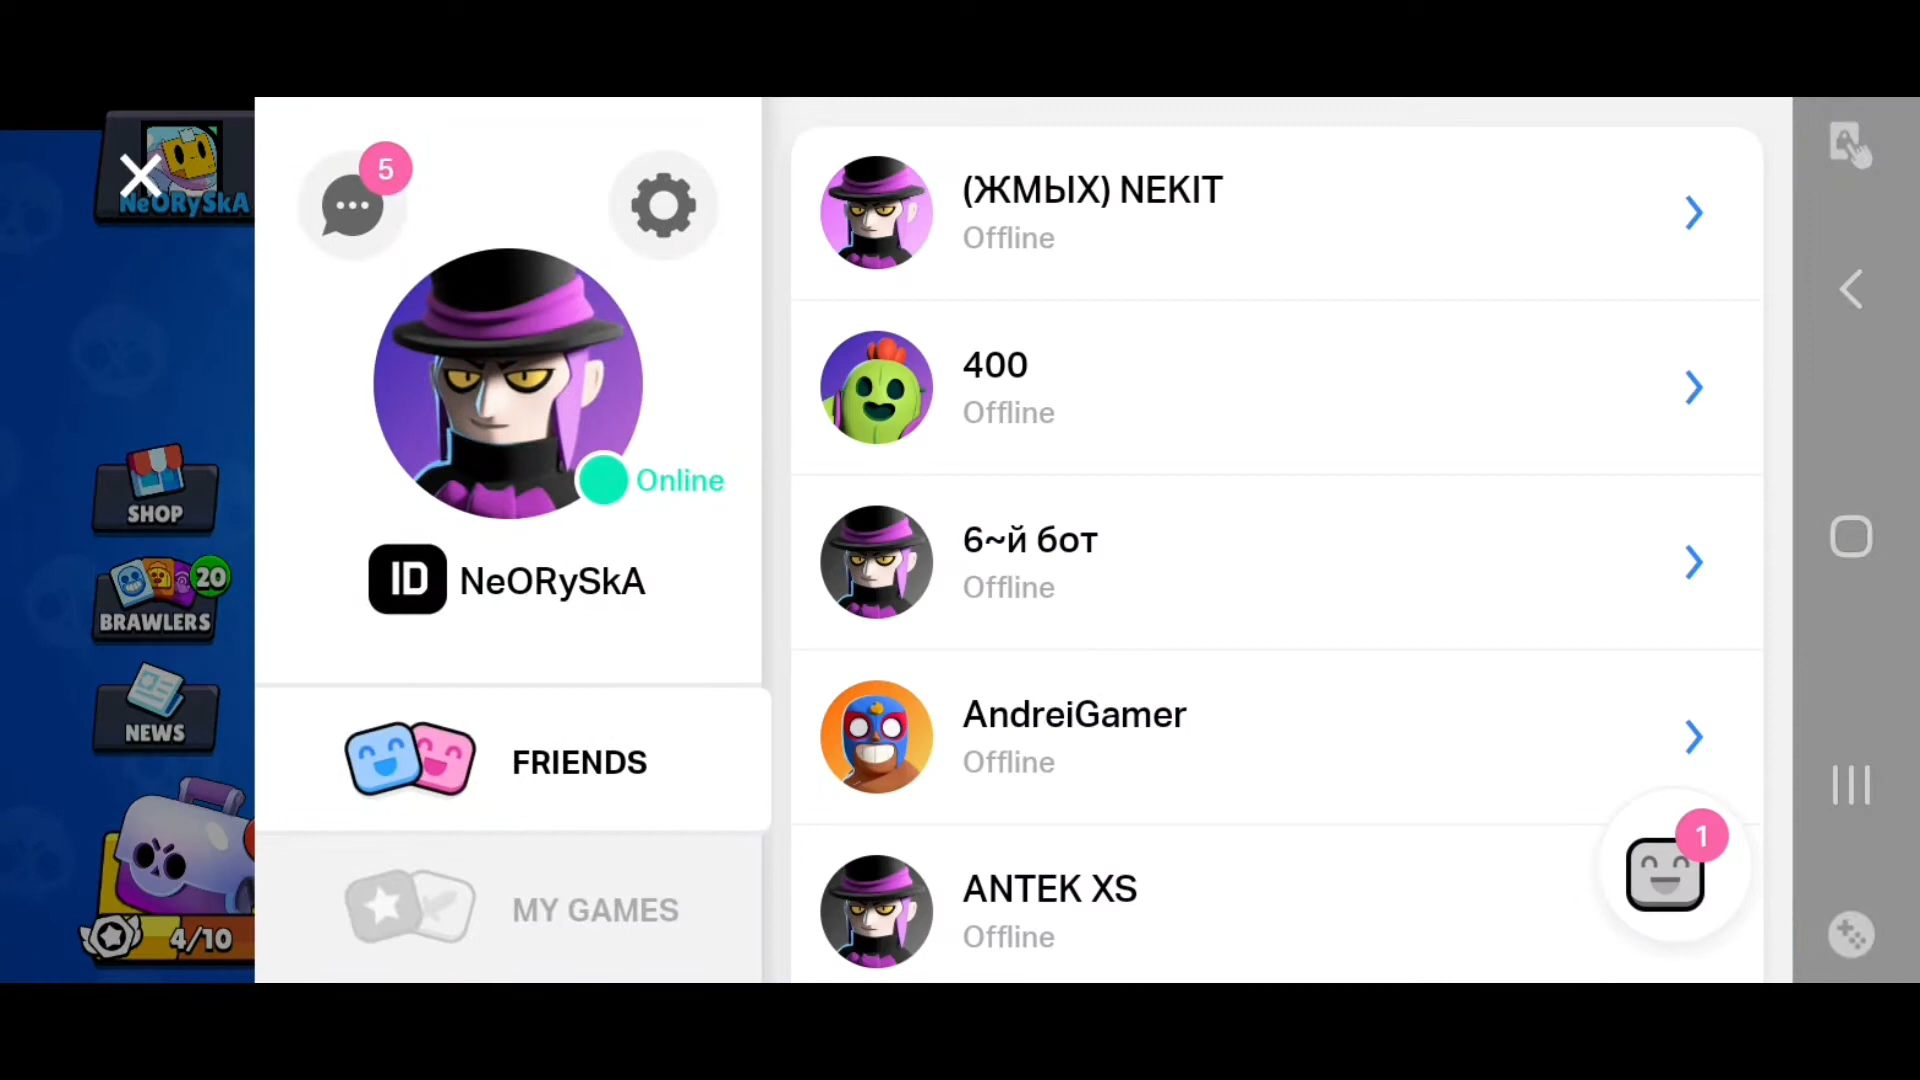 NeORySkA
SHOP
20
BRAWLERS
NEWS
4/10
5
Online
ID NeORySkA
FRIENDS
MY GAMES
(ЖМЫХ) NEKIT
Offline
400
Offline
6~й бот
Offline
AndreiGamer
Offline
ANTEK XS
Offline
1